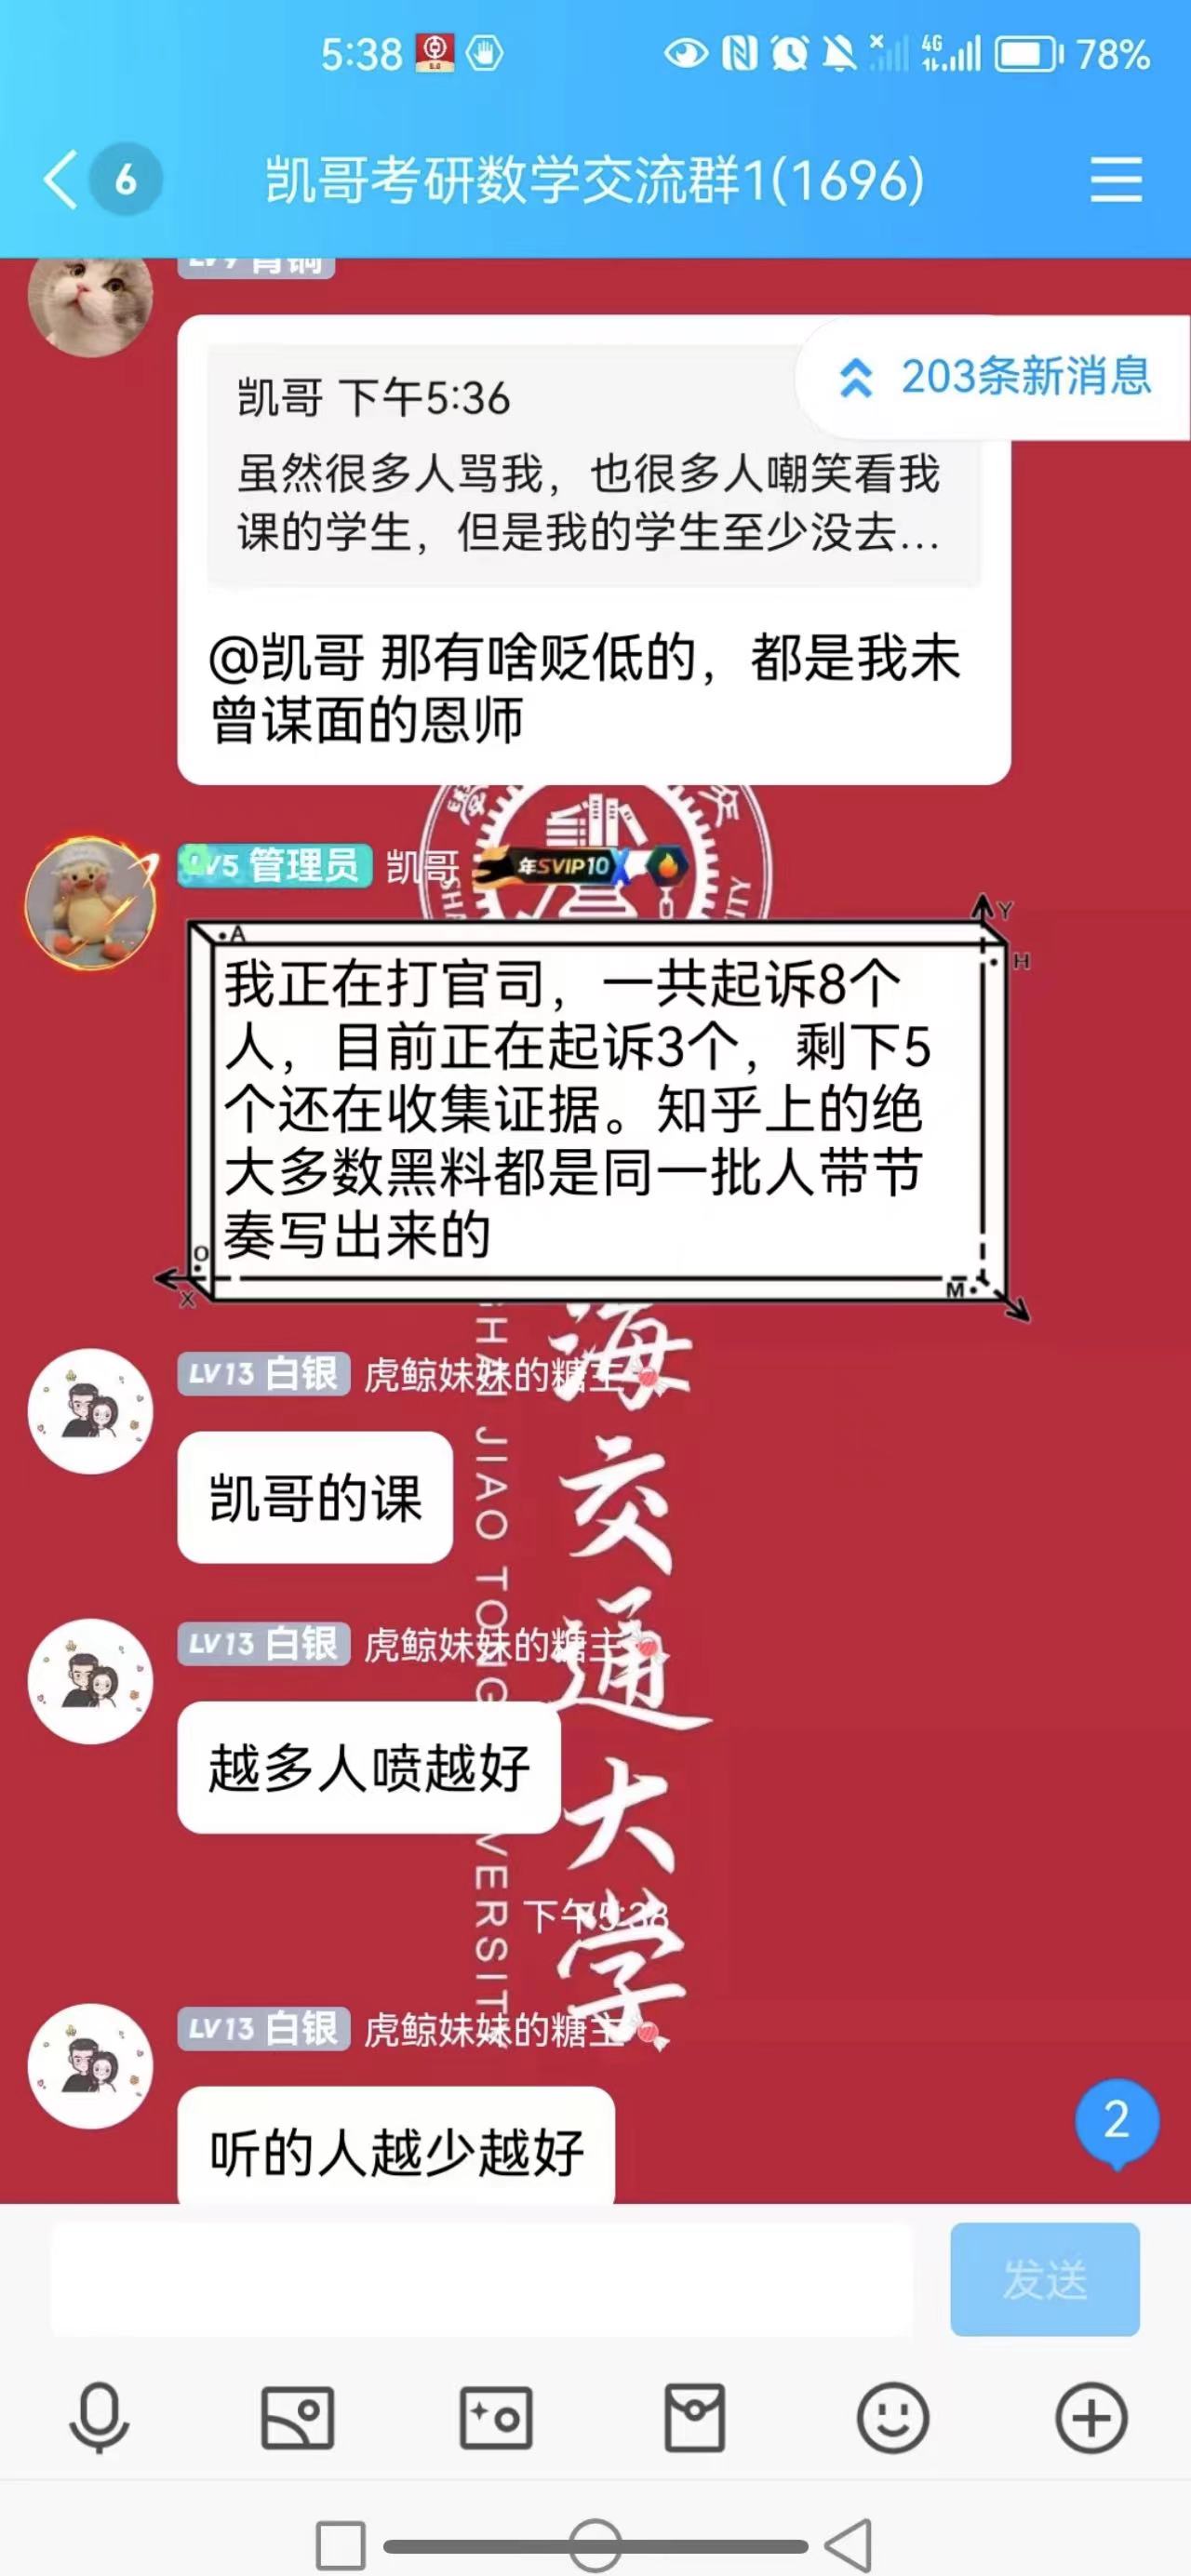 5:38
4G
78%
6
凯哥考研数学交流群1(1696)
LV9 青铜
203条新消息
凯哥 下午5:36
虽然很多人骂我，也很多人嘲笑看我
课的学生，但是我的学生至少没去...
@凯哥 那有啥贬低的，都是我未
曾谋面的恩师
LV5 管理员 凯哥 年SVIP10
A
Y
H
我正在打官司，一共起诉8个
人，目前正在起诉3个，剩下5
个还在收集证据。知乎上的绝
大多数黑料都是同一批人带节
奏写出来的
O
X
M
海交通大学
JIAO TONG
VERSIT
LV13 白银 虎鲸妹妹的糖主
凯哥的课
LV13 白银 虎鲸妹妹的糖主
越多人喷越好
下午5:38
LV13 白银 虎鲸妹妹的糖主
听的人越少越好
2
发送